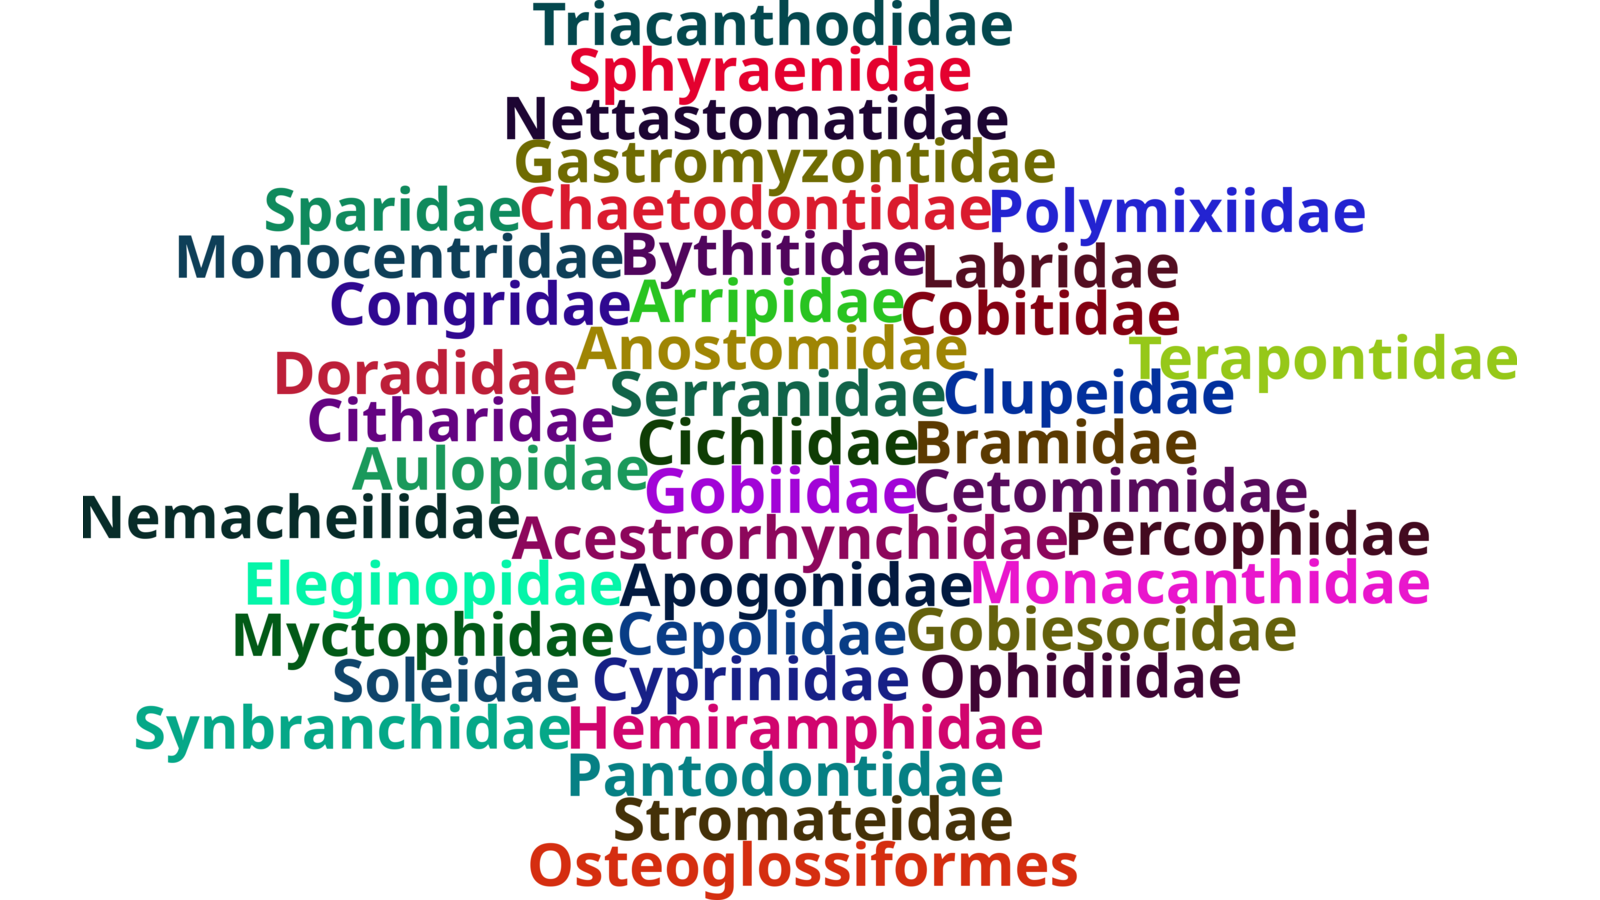 Triacanthodidae
Sphyraenidae
Nettastomatidae
Gastromyzontidae
Sparidae Chaetodontidae Polymixiidae
Monocentridae Bythitidae Labridae
Congridae Arripidae Cobitidae
Doradidae Anostomidae Terapontidae
Citharidae Serranidae Clupeidae
Aulopidae Cichlidae Bramidae
Nemacheilidae Gobiidae Cetomimidae
Acestrorhynchidae Percophidae
Eleginopidae Apogonidae Monacanthidae
Myctophidae Cepolidae Gobiesocidae
Soleidae Cyprinidae Ophidiidae
Synbranchidae Hemiramphidae
Pantodontidae
Stromateidae
Osteoglossiformes